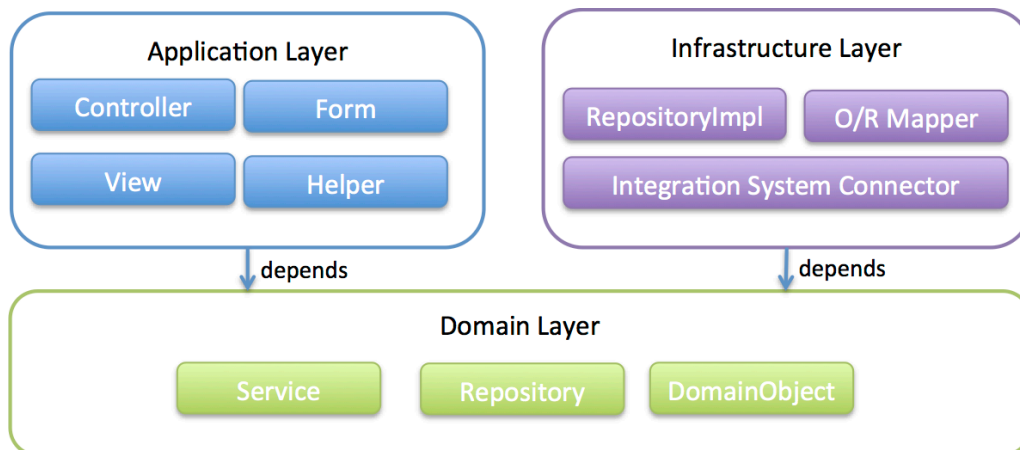 Application Layer
Controller
Form
View
Helper
Infrastructure Layer
RepositoryImpl
O/R Mapper
Integration System Connector
depends
depends
Domain Layer
Service
Repository
DomainObject